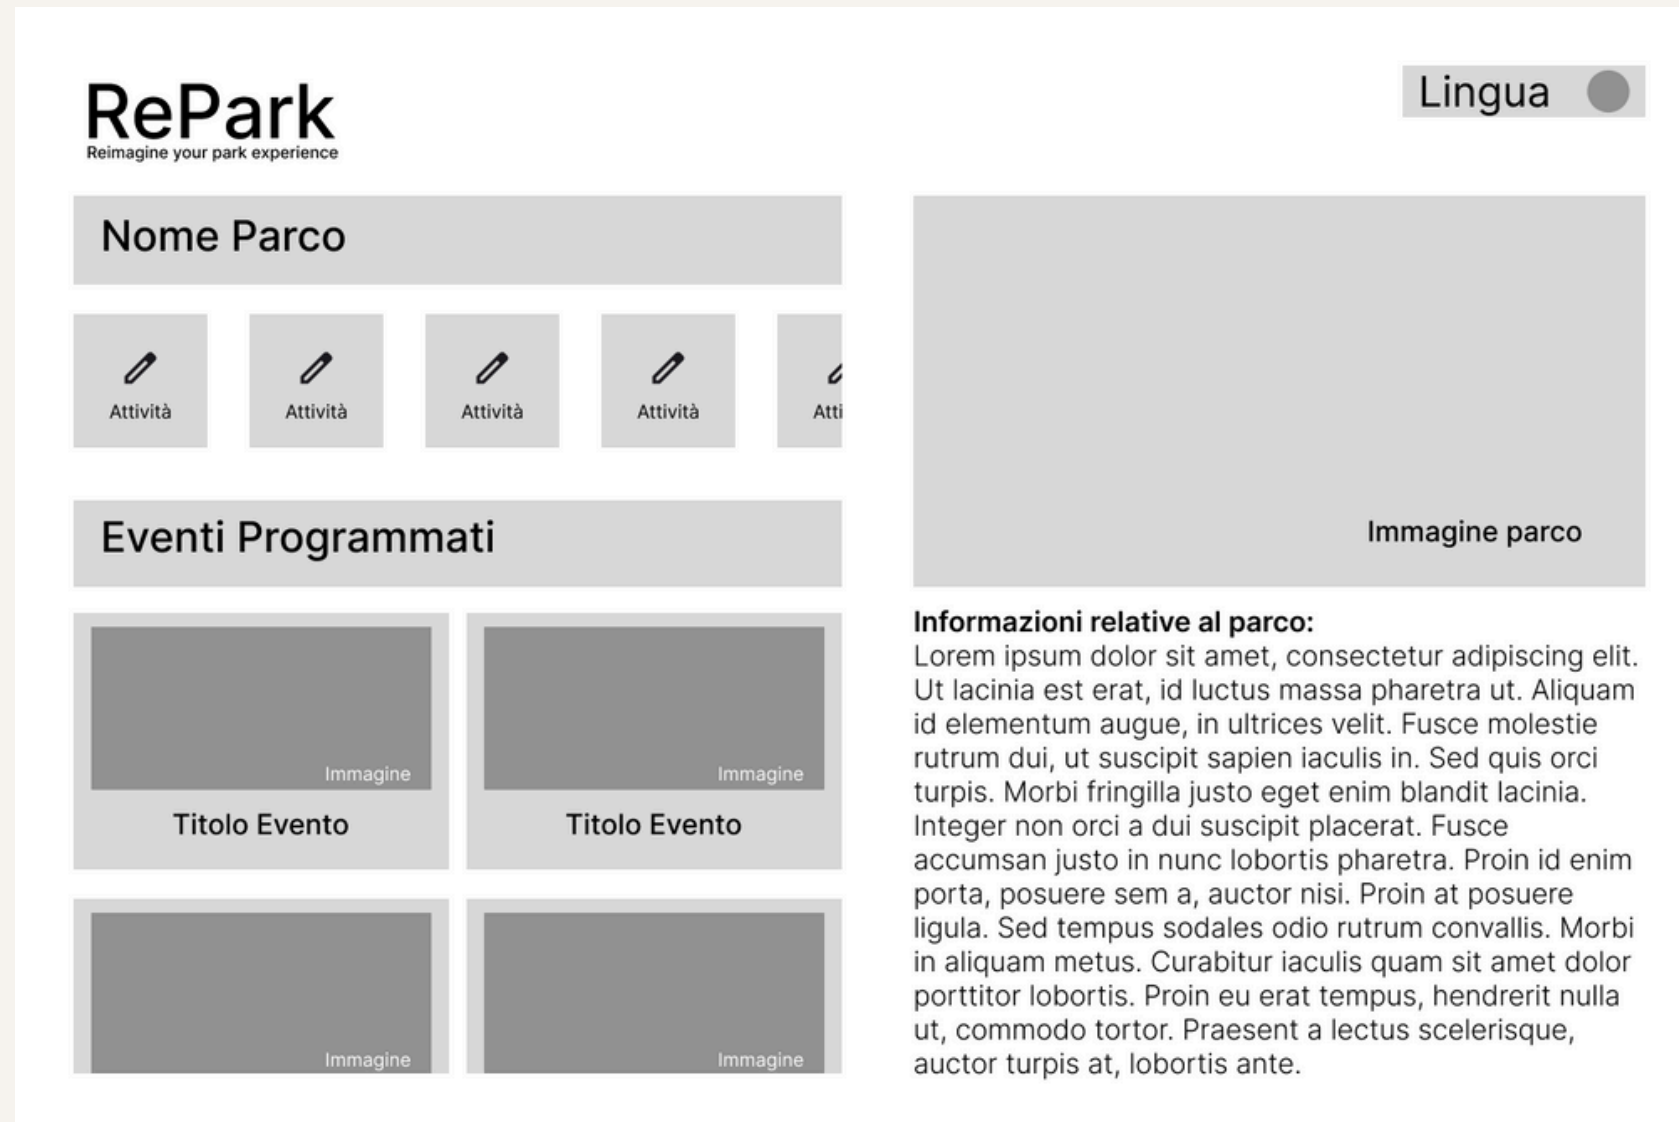 RePark
Reimagine your park experience
Lingua
Nome Parco
Attività
Attività
Attività
Attività
Atti
Eventi Programmati
Immagine
Titolo Evento
Immagine
Titolo Evento
Immagine
Immagine
Immagine parco
Informazioni relative al parco:
Lorem ipsum dolor sit amet, consectetur adipiscing elit.
Ut lacinia est erat, id luctus massa pharetra ut. Aliquam
id elementum augue, in ultrices velit. Fusce molestie
rutrum dui, ut suscipit sapien iaculis in. Sed quis orci
turpis. Morbi fringilla justo eget enim blandit lacinia.
Integer non orci a dui suscipit placerat. Fusce
accumsan justo in nunc lobortis pharetra. Proin id enim
porta, posuere sem a, auctor nisi. Proin at posuere
ligula. Sed tempus sodales odio rutrum convallis. Morbi
in aliquam metus. Curabitur iaculis quam sit amet dolor
porttitor lobortis. Proin eu erat tempus, hendrerit nulla
ut, commodo tortor. Praesent a lectus scelerisque,
auctor turpis at, lobortis ante.